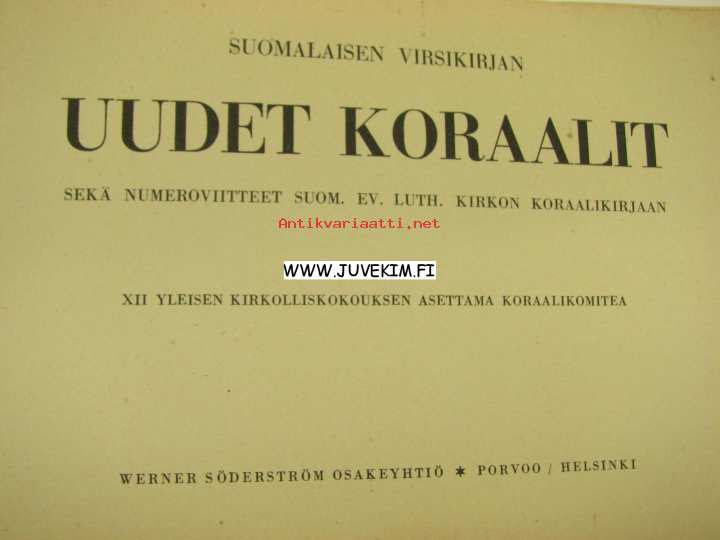 SUOMALAISEN VIRSIKIRJAN
UUDET KORAALIT
SEKÄ NUMEROVIITTEET SUOM. EV. LUTH. KIRKON KORAALIKIRJAAN
Antikvariaatti.net
WWW.JUVEKIM.FI
XII YLEISEN KIRKOLLISKOKOUKSEN ASETTAMA KORAALIKOMITEA
WERNER SÖDERSTRÖM OSAKEYHTIÖ * PORVOO / HELSINKI